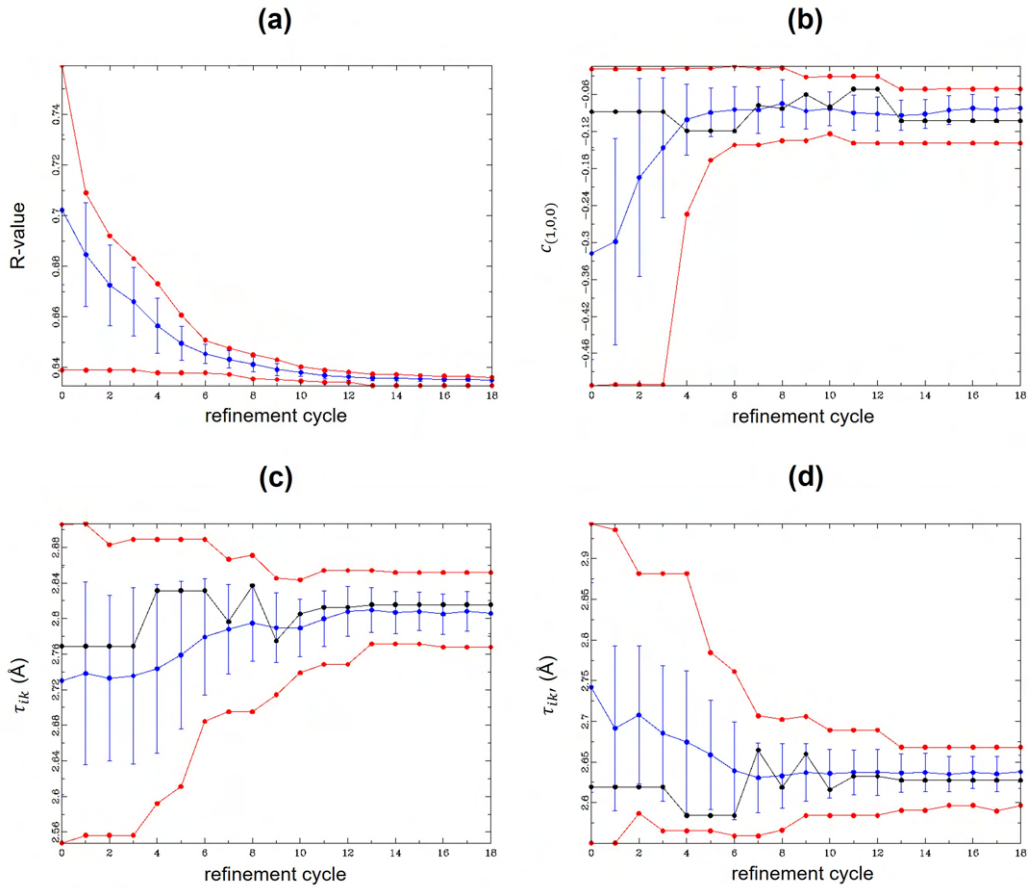 (a) (b)
R-value
0.74
0.72
0.7
0.68
0.66
0.64
0 2 4 6 8 10 12 14 16 18
refinement cycle
c(1,0,0)
−0.06
−0.12
−0.18
−0.24
−0.3
−0.36
−0.42
−0.48
0 2 4 6 8 10 12 14 16 18
refinement cycle
(c) (d)
τik (Å)
2.88
2.84
2.8
2.76
2.72
2.68
2.64
2.6
2.56
0 2 4 6 8 10 12 14 16 18
refinement cycle
τik′ (Å)
2.9
2.85
2.8
2.75
2.7
2.65
2.6
0 2 4 6 8 10 12 14 16 18
refinement cycle